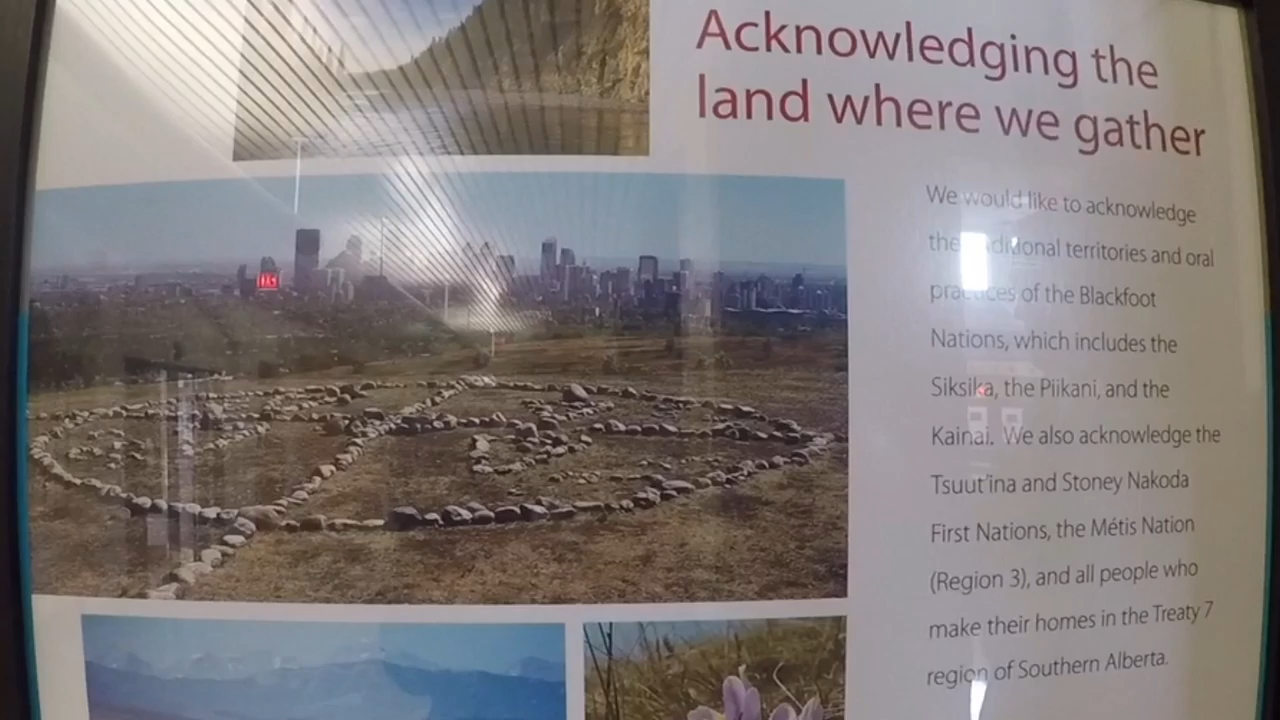 Acknowledging the
land where we gather
We would like to acknowledge
the traditional territories and oral
practices of the Blackfoot
Nations, which includes the
Siksika, the Piikani, and the
Kainai. We also acknowledge the
Tsuut'ina and Stoney Nakoda
First Nations, the Métis Nation
(Region 3), and all people who
make their homes in the Treaty 7
region of Southern Alberta.